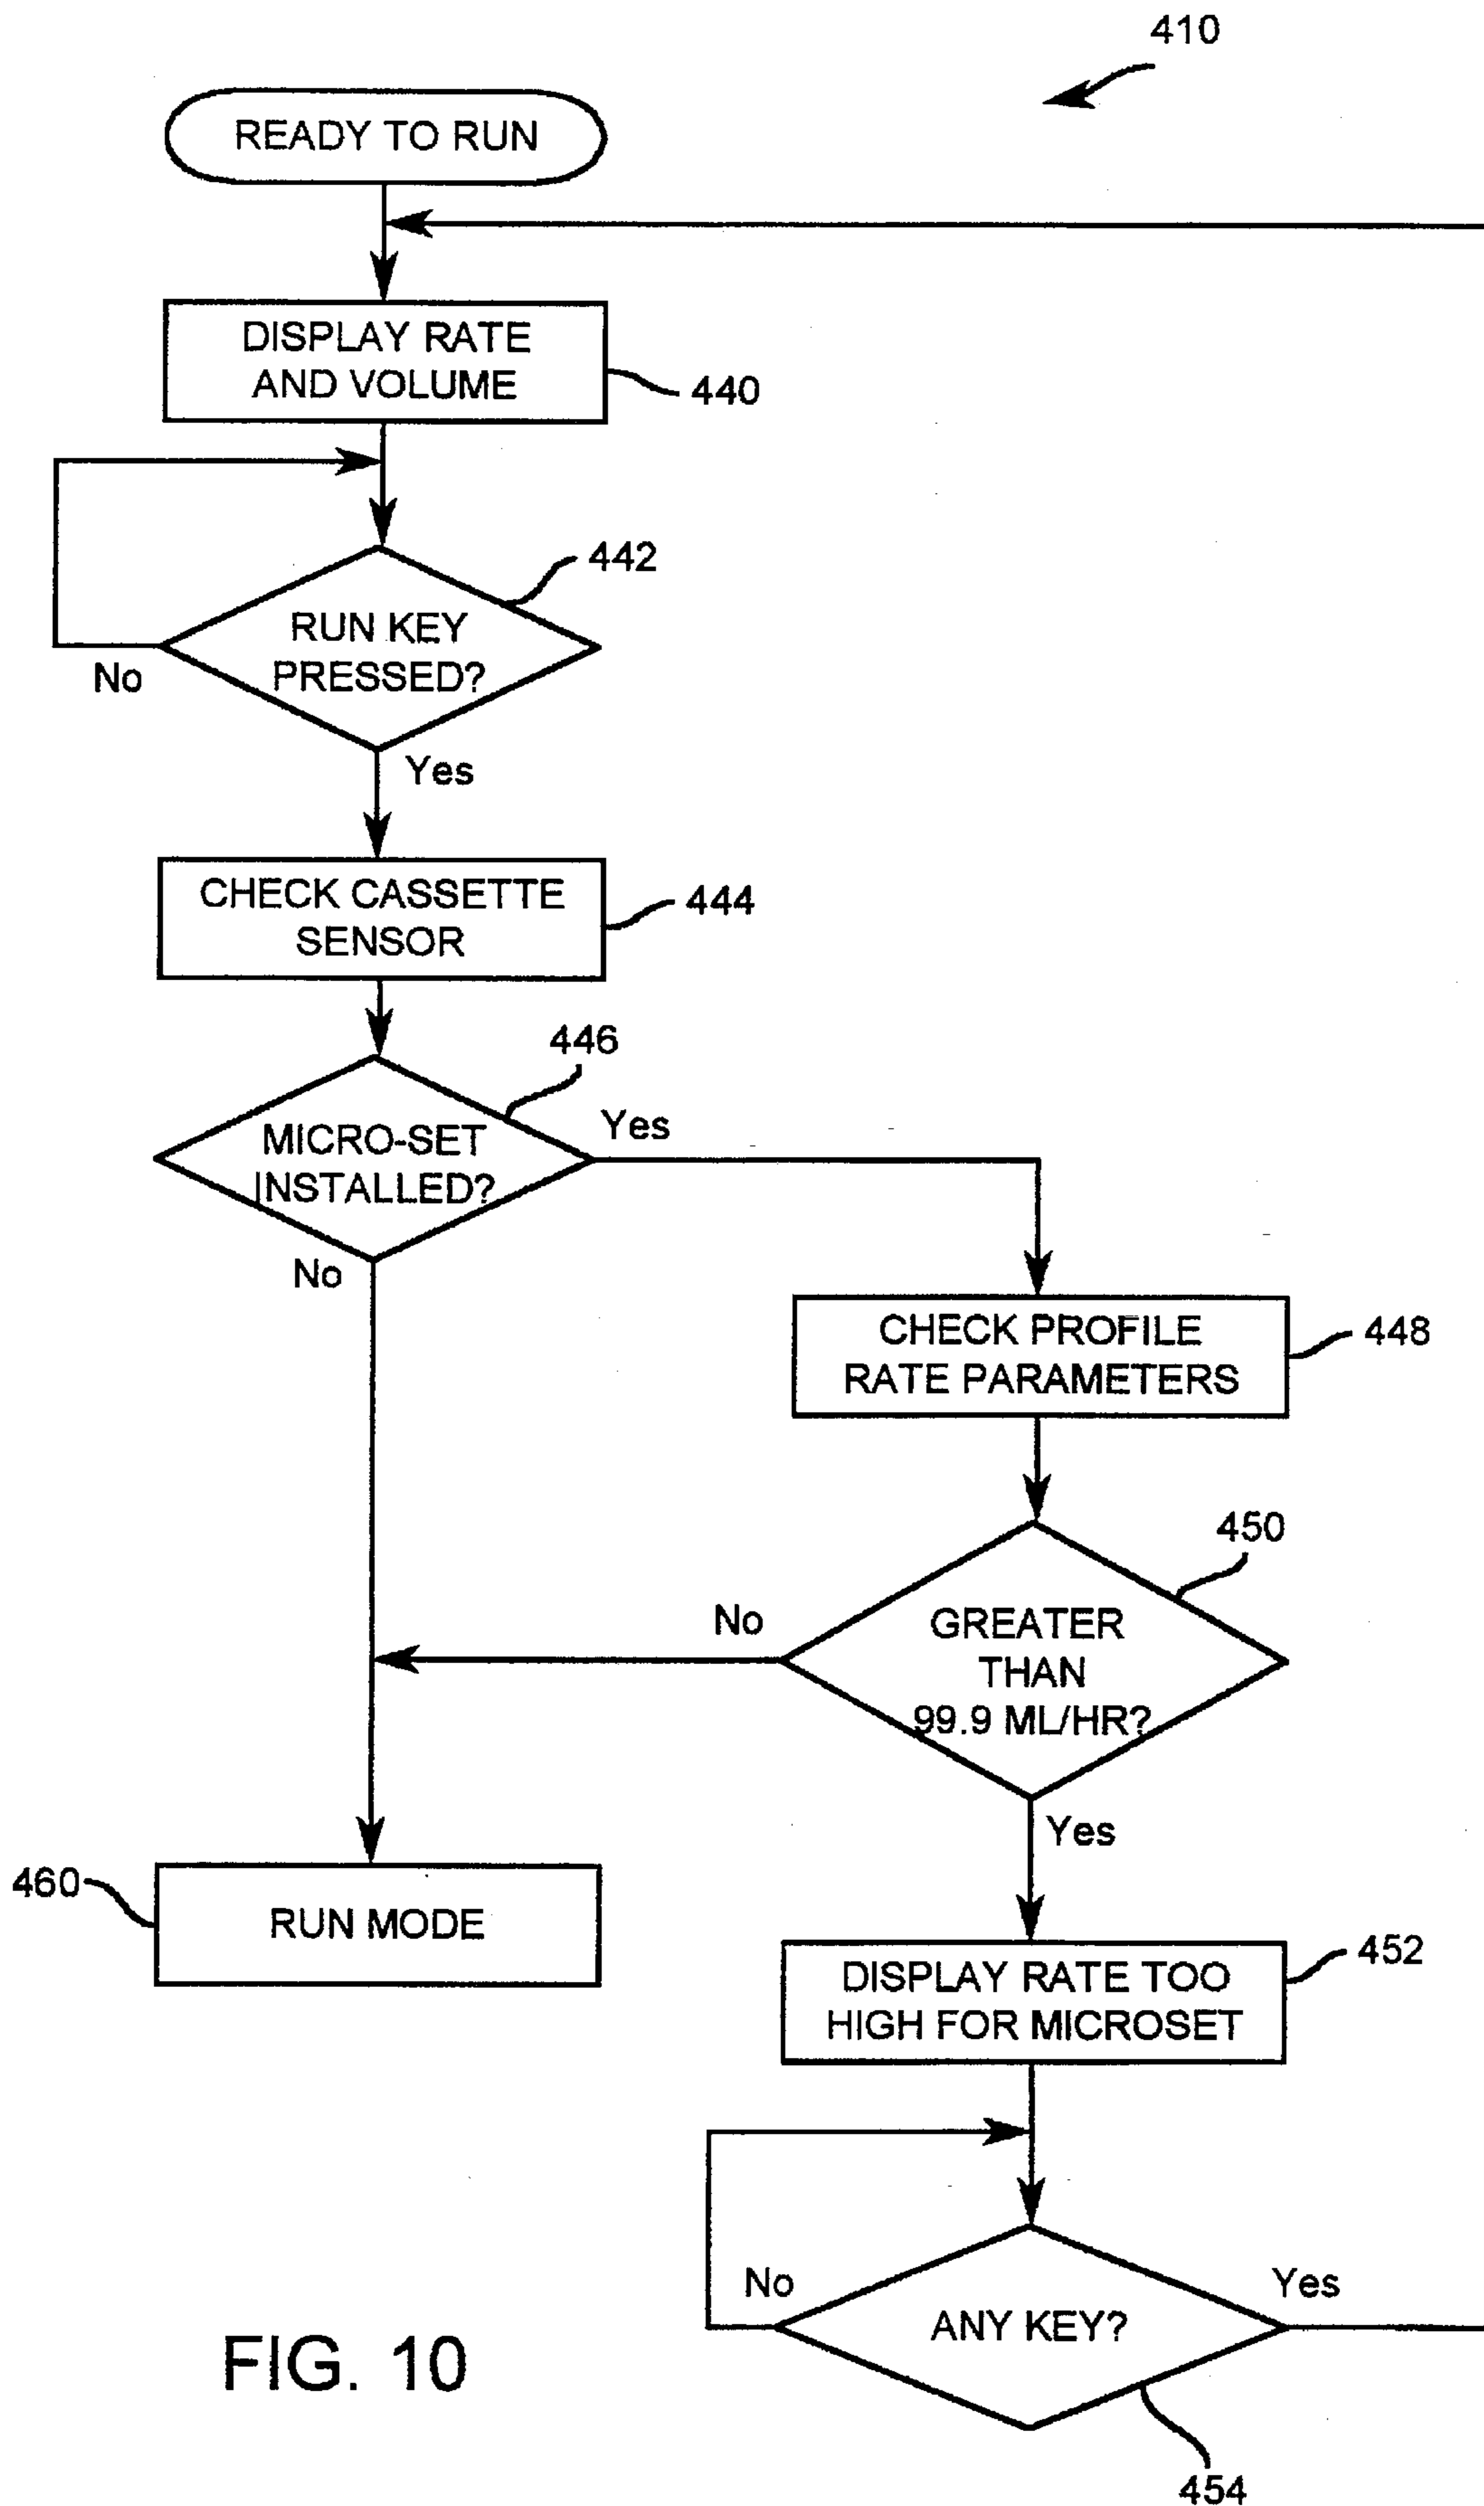 410
READY TO RUN
DISPLAY RATE
AND VOLUME
440
442
RUN KEY
PRESSED?
No
Yes
CHECK CASSETTE
SENSOR
444
446
MICRO-SET
INSTALLED?
Yes
No
CHECK PROFILE
RATE PARAMETERS
448
450
GREATER
THAN
99.9 ML/HR?
No
Yes
460
RUN MODE
452
DISPLAY RATE TOO
HIGH FOR MICROSET
No
Yes
ANY KEY?
454
FIG. 10